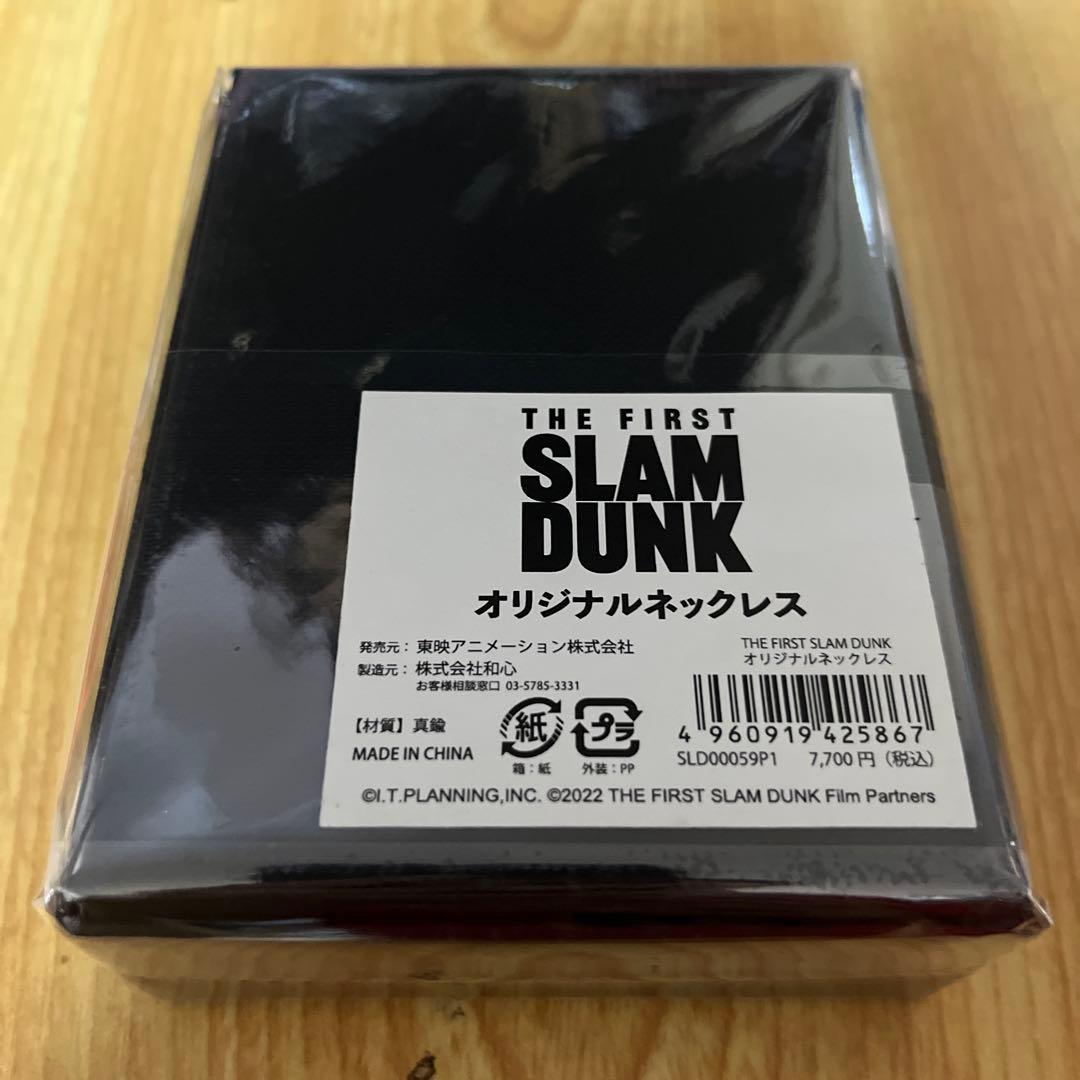 THE FIRST
SLAM
DUNK
オリジナルネックレス
発売元：東映アニメーション株式会社
製造元：株式会社和心
お客様相談窓口 03-5785-3331
【材質】真鍮
MADE IN CHINA
紙
箱：紙
プラ
外装：PP
THE FIRST SLAM DUNK
オリジナルネックレス
4 960919 425867
SLD00059P1 7,700円（税込）
©I.T.PLANNING,INC. ©2022 THE FIRST SLAM DUNK Film Partners